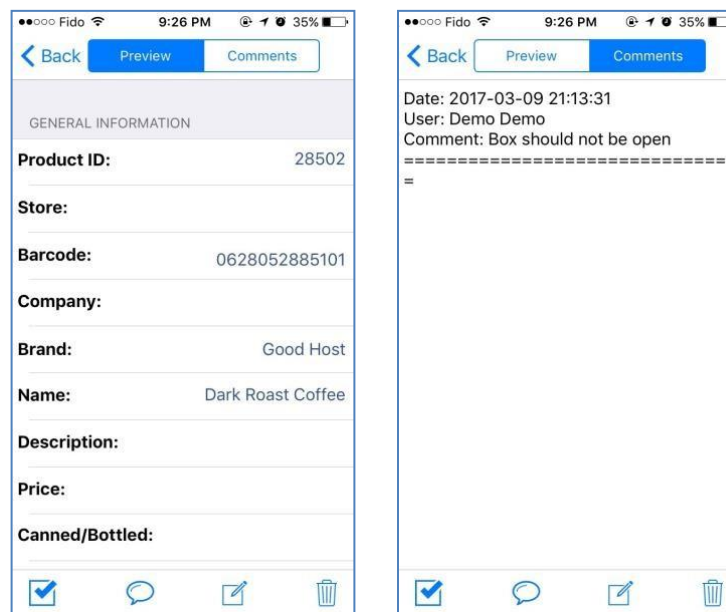 ●●○○○ Fido 9:26 PM 35%
Back Preview Comments
GENERAL INFORMATION
Product ID: 28502
Store:
Barcode: 0628052885101
Company:
Brand: Good Host
Name: Dark Roast Coffee
Description:
Price:
Canned/Bottled:
●●○○○ Fido 9:26 PM 35%
Back Preview Comments
Date: 2017-03-09 21:13:31
User: Demo Demo
Comment: Box should not be open
==============================
=